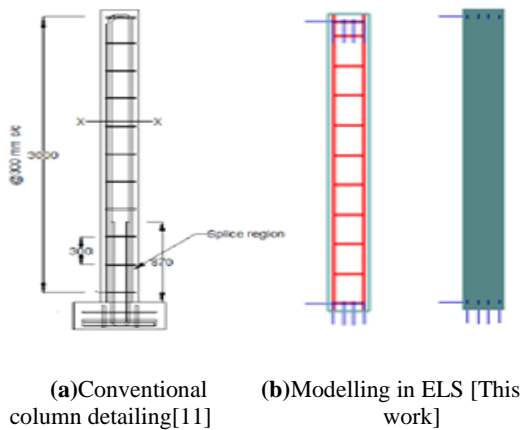 X X
@300 mm c/c
3000
Splice region
300
870
(a)Conventional
column detailing[11]
(b)Modelling in ELS [This
work]